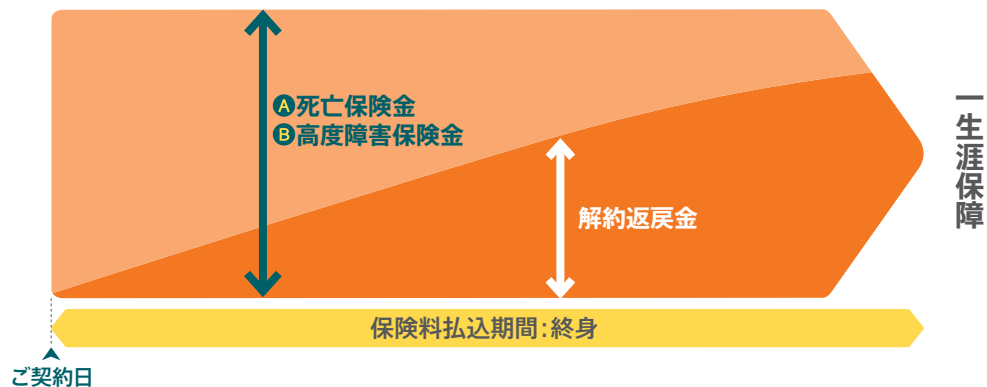 Ⓐ死亡保険金
Ⓑ高度障害保険金
解約返戻金
一生涯保障
保険料払込期間:終身
ご契約日